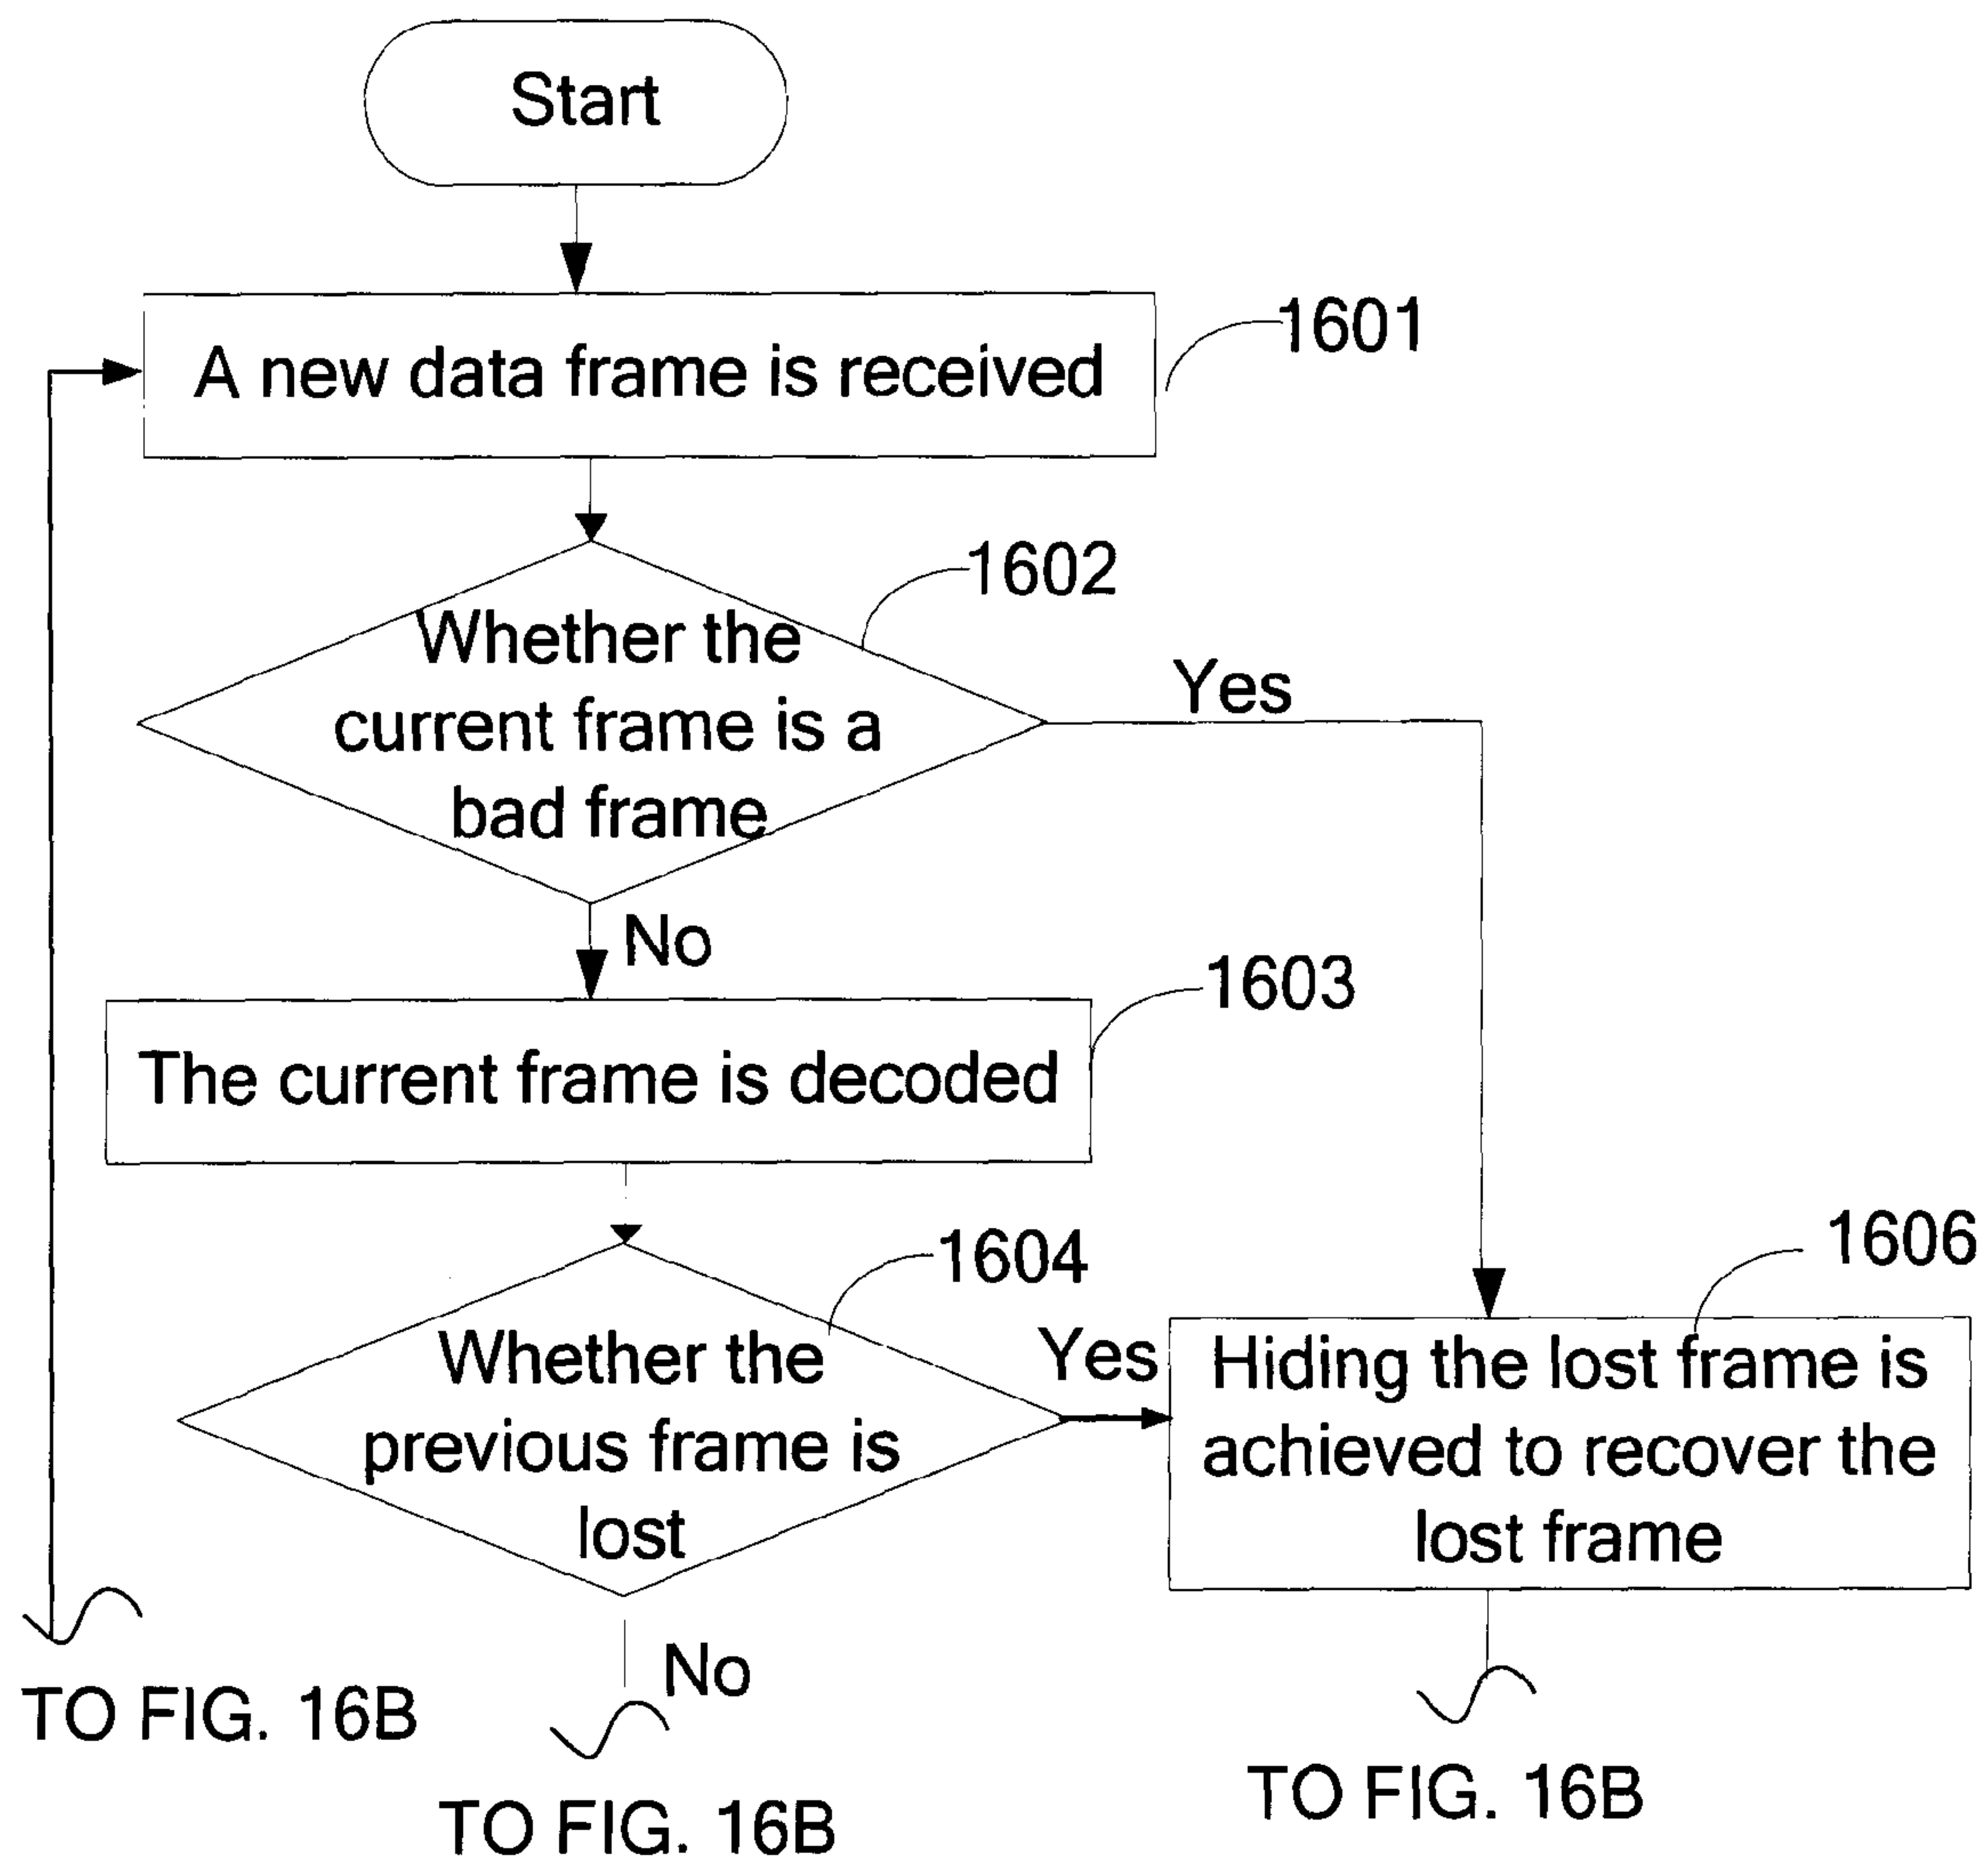 Start
A new data frame is received
1601
Whether the
current frame is a
bad frame
1602
Yes
No
The current frame is decoded
1603
Whether the
previous frame is
lost
1604
Yes
Hiding the lost frame is
achieved to recover the
lost frame
1606
No
TO FIG. 16B
TO FIG. 16B
TO FIG. 16B